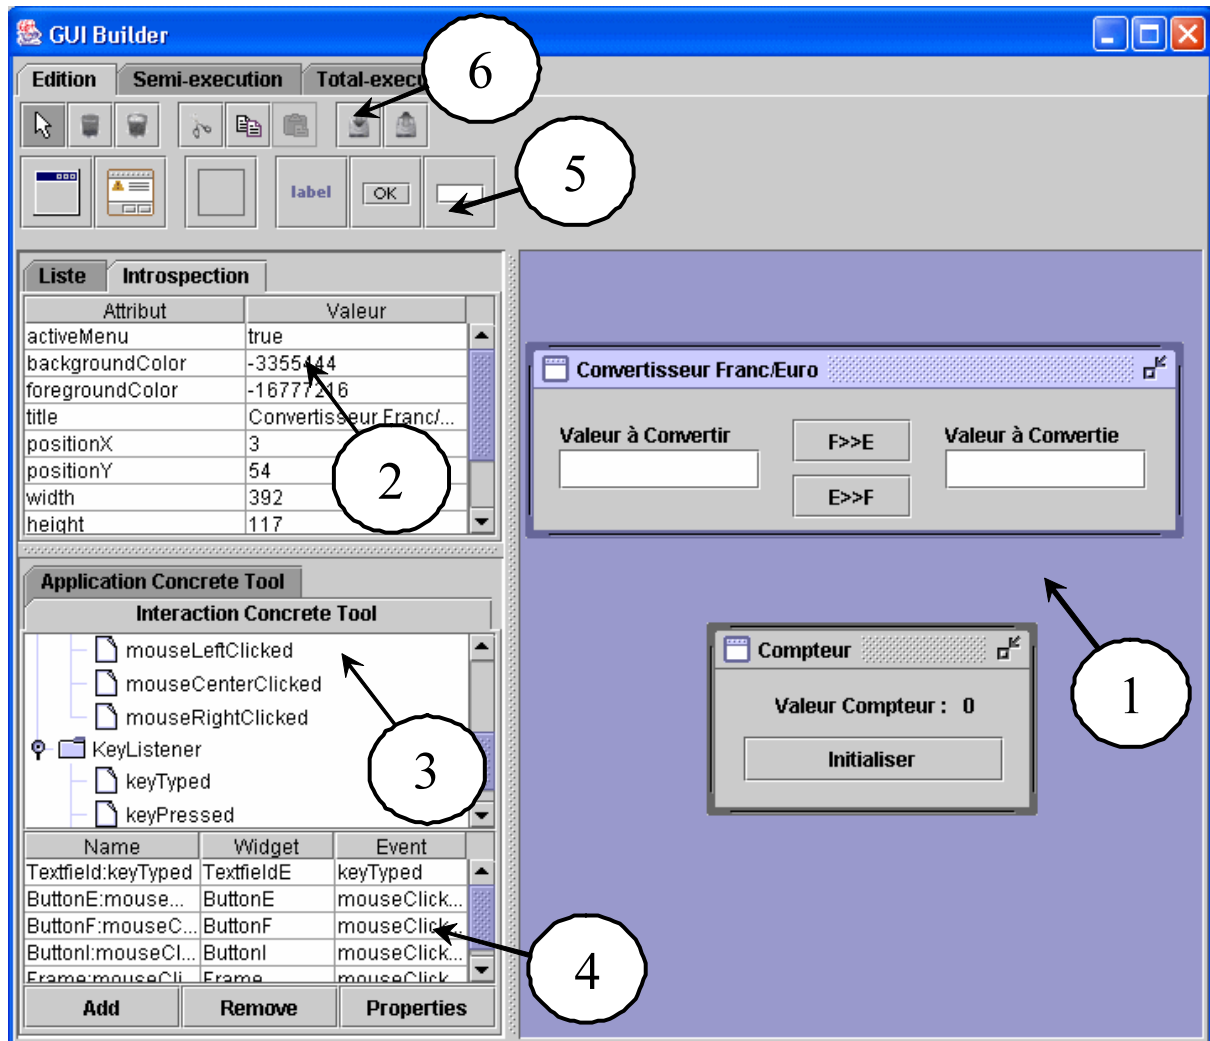 GUI Builder
Edition Semi-execution Total-execu
6
5
label OK
Liste Introspection
Attribut Valeur
activeMenu true
backgroundColor -3355444
foregroundColor -16777216
title Convertisseur Franc/...
positionX 3
positionY 54
width 392
height 117
2
Convertisseur Franc/Euro
Valeur à Convertir F>>E Valeur à Convertie
E>>F
1
Compteur
Valeur Compteur : 0
Initialiser
Application Concrete Tool
Interaction Concrete Tool
mouseLeftClicked
mouseCenterClicked
mouseRightClicked
KeyListener
keyTyped
keyPressed
3
Name Widget Event
Textfield:keyTyped TextfieldE keyTyped
ButtonE:mouse... ButtonE mouseClick...
ButtonF:mouseC... ButtonF mouseClick...
ButtonI:mouseCl... ButtonI mouseClick...
Frame:mouseCli Frame mouseClick
4
Add Remove Properties